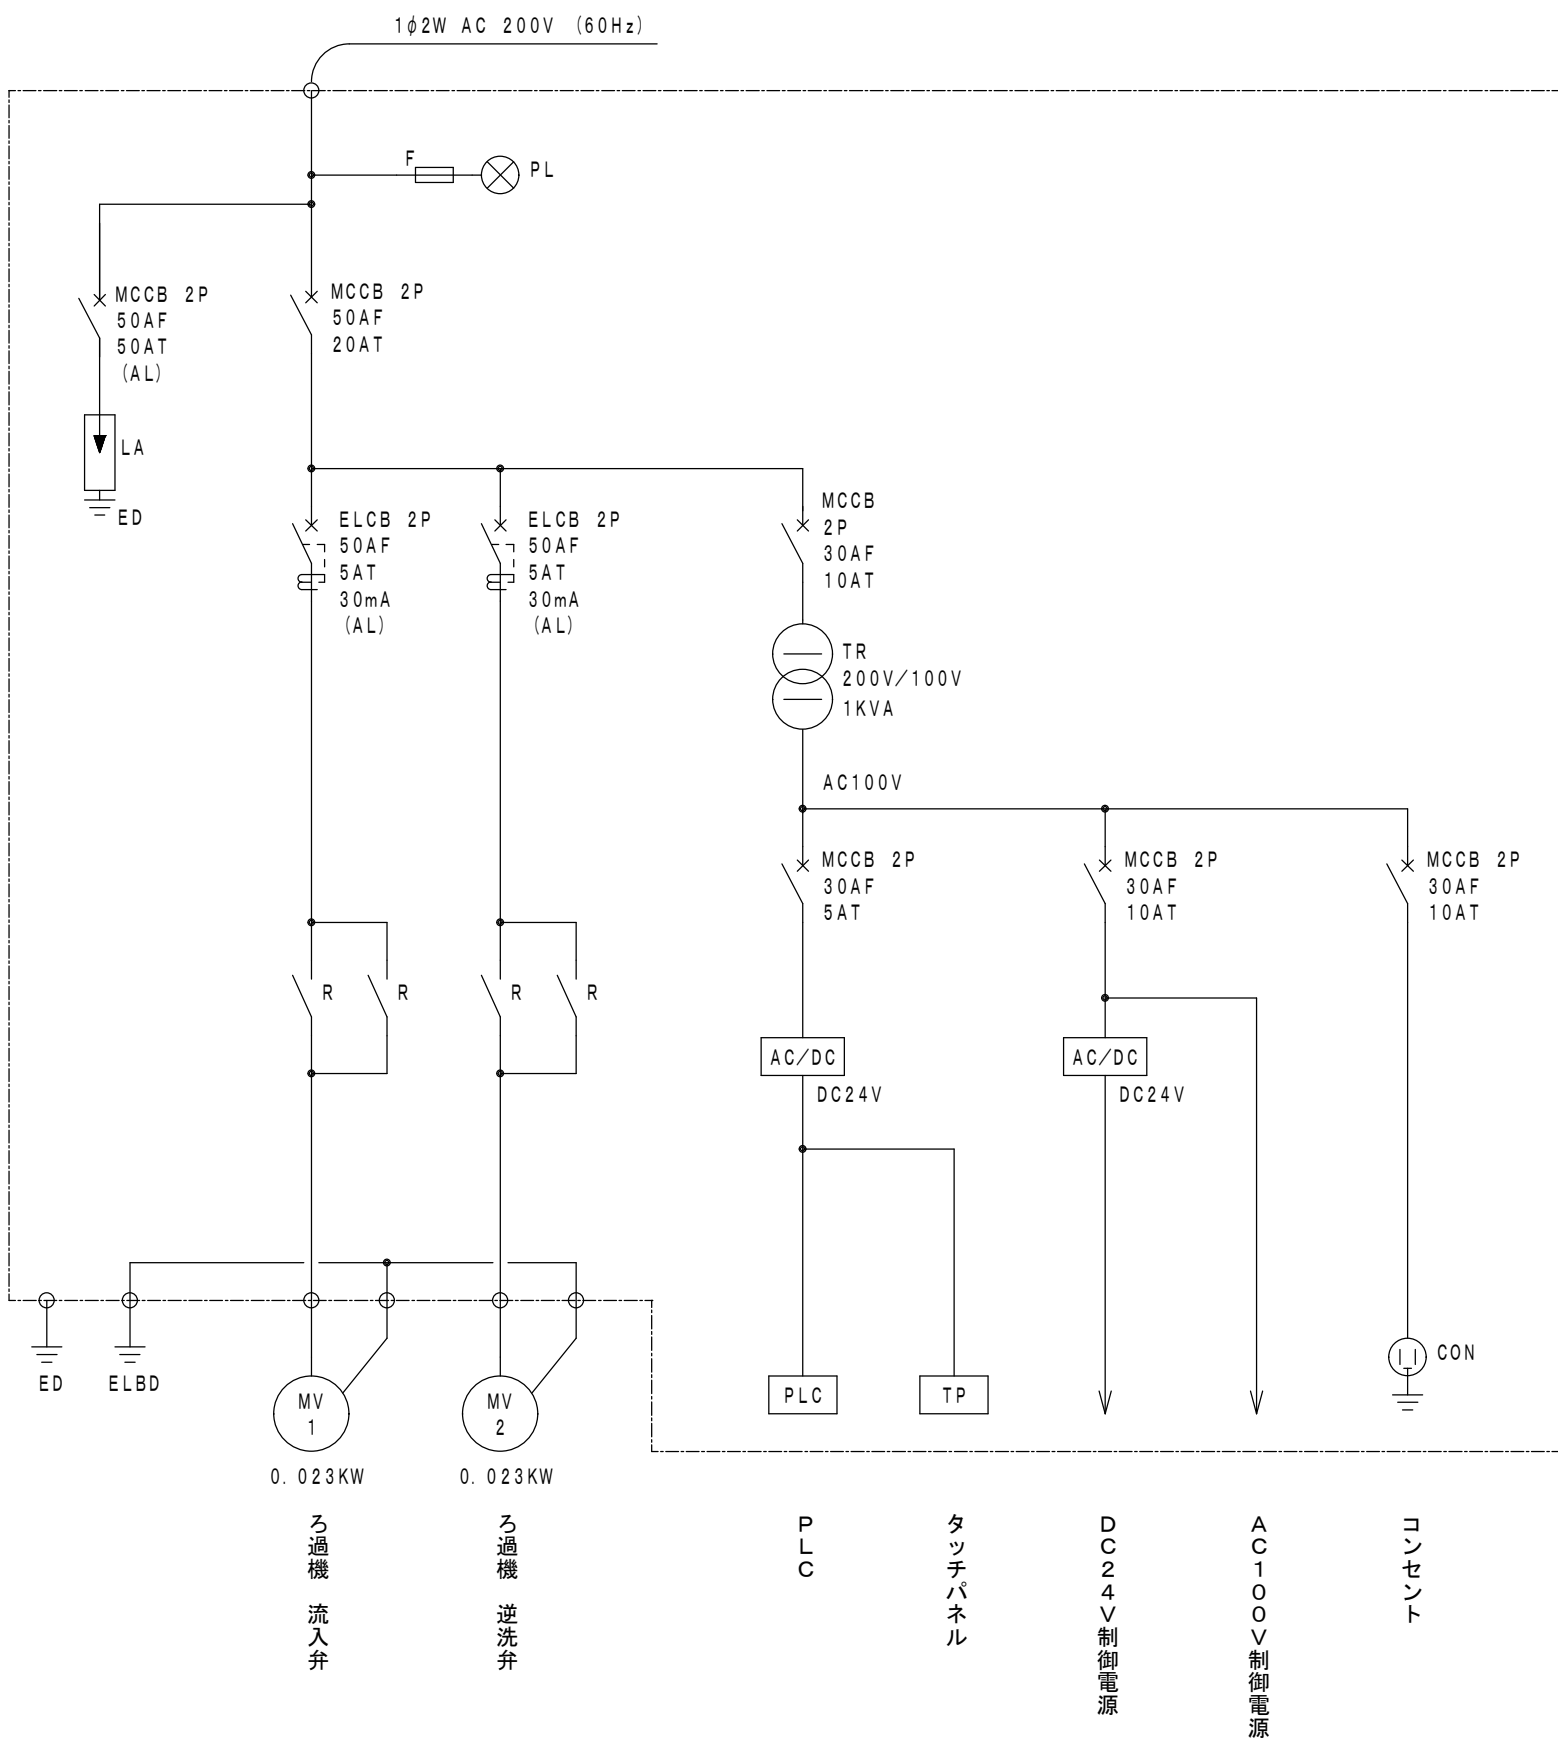 1φ2W AC 200V (60Hz)
F
PL
MCCB 2P
50AF
50AT
(AL)
MCCB 2P
50AF
20AT
LA
ED
ELCB 2P
50AF
5AT
30mA
(AL)
ELCB 2P
50AF
5AT
30mA
(AL)
MCCB
2P
30AF
10AT
TR
200V/100V
1KVA
AC100V
MCCB 2P
30AF
5AT
MCCB 2P
30AF
10AT
MCCB 2P
30AF
10AT
R
R
R
R
AC/DC
DC24V
AC/DC
DC24V
ED
ELBD
MV
1
0.023KW
MV
2
0.023KW
PLC
TP
CON
ろ過機 流入弁
ろ過機 逆洗弁
PLC
タッチパネル
DC24V制御電源
AC100V制御電源
コンセント